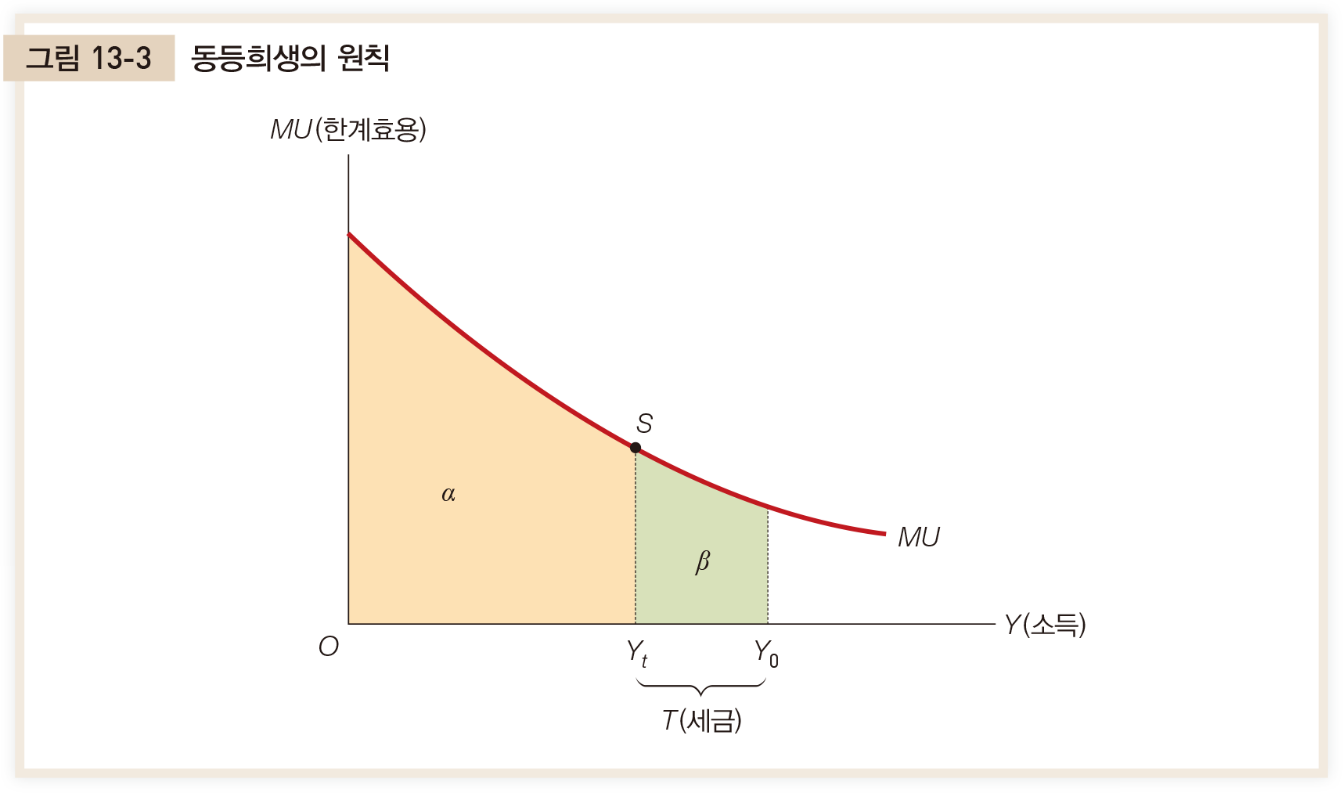 그림 13-3 동등희생의 원칙
MU(한계효용)
S
α
β
MU
O
Yt
Y0
Y(소득)
T(세금)